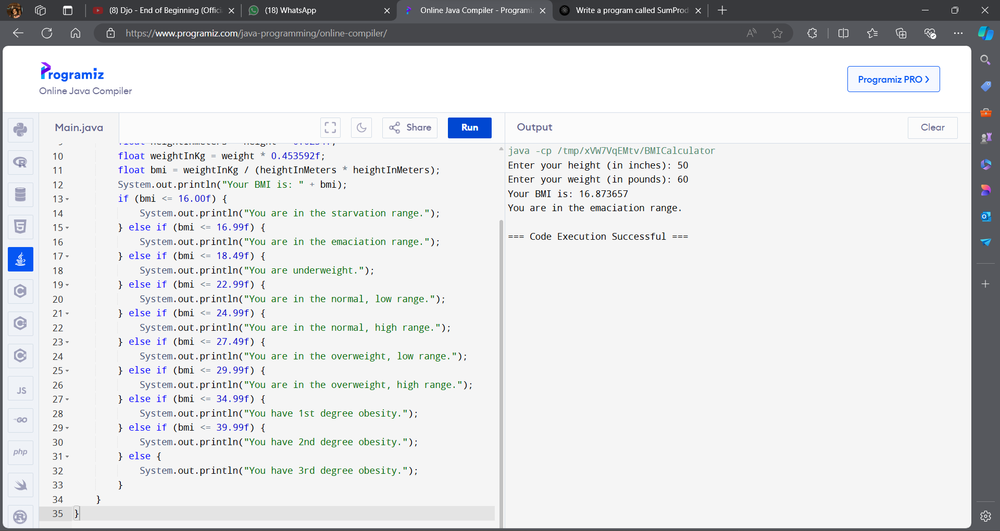 (8) Djo - End of Beginning (Offici
(18) WhatsApp
Online Java Compiler - Programi
Write a program called SumProd
https://www.programiz.com/java-programming/online-compiler/
Programiz
Online Java Compiler
Programiz PRO
Main.java
Share
Run
Output
Clear
10 float weightInKg = weight * 0.453592f;
11 float bmi = weightInKg / (heightInMeters * heightInMeters);
12 System.out.println("Your BMI is: " + bmi);
13 if (bmi <= 16.00f) {
14 System.out.println("You are in the starvation range.");
15 } else if (bmi <= 16.99f) {
16 System.out.println("You are in the emaciation range.");
17 } else if (bmi <= 18.49f) {
18 System.out.println("You are underweight.");
19 } else if (bmi <= 22.99f) {
20 System.out.println("You are in the normal, low range.");
21 } else if (bmi <= 24.99f) {
22 System.out.println("You are in the normal, high range.");
23 } else if (bmi <= 27.49f) {
24 System.out.println("You are in the overweight, low range.");
25 } else if (bmi <= 29.99f) {
26 System.out.println("You are in the overweight, high range.");
27 } else if (bmi <= 34.99f) {
28 System.out.println("You have 1st degree obesity.");
29 } else if (bmi <= 39.99f) {
30 System.out.println("You have 2nd degree obesity.");
31 } else {
32 System.out.println("You have 3rd degree obesity.");
33 }
34 }
35 }
java -cp /tmp/xVW7VqEMtv/BMICalculator
Enter your height (in inches): 50
Enter your weight (in pounds): 60
Your BMI is: 16.873657
You are in the emaciation range.
=== Code Execution Successful ===
JS
GO
php